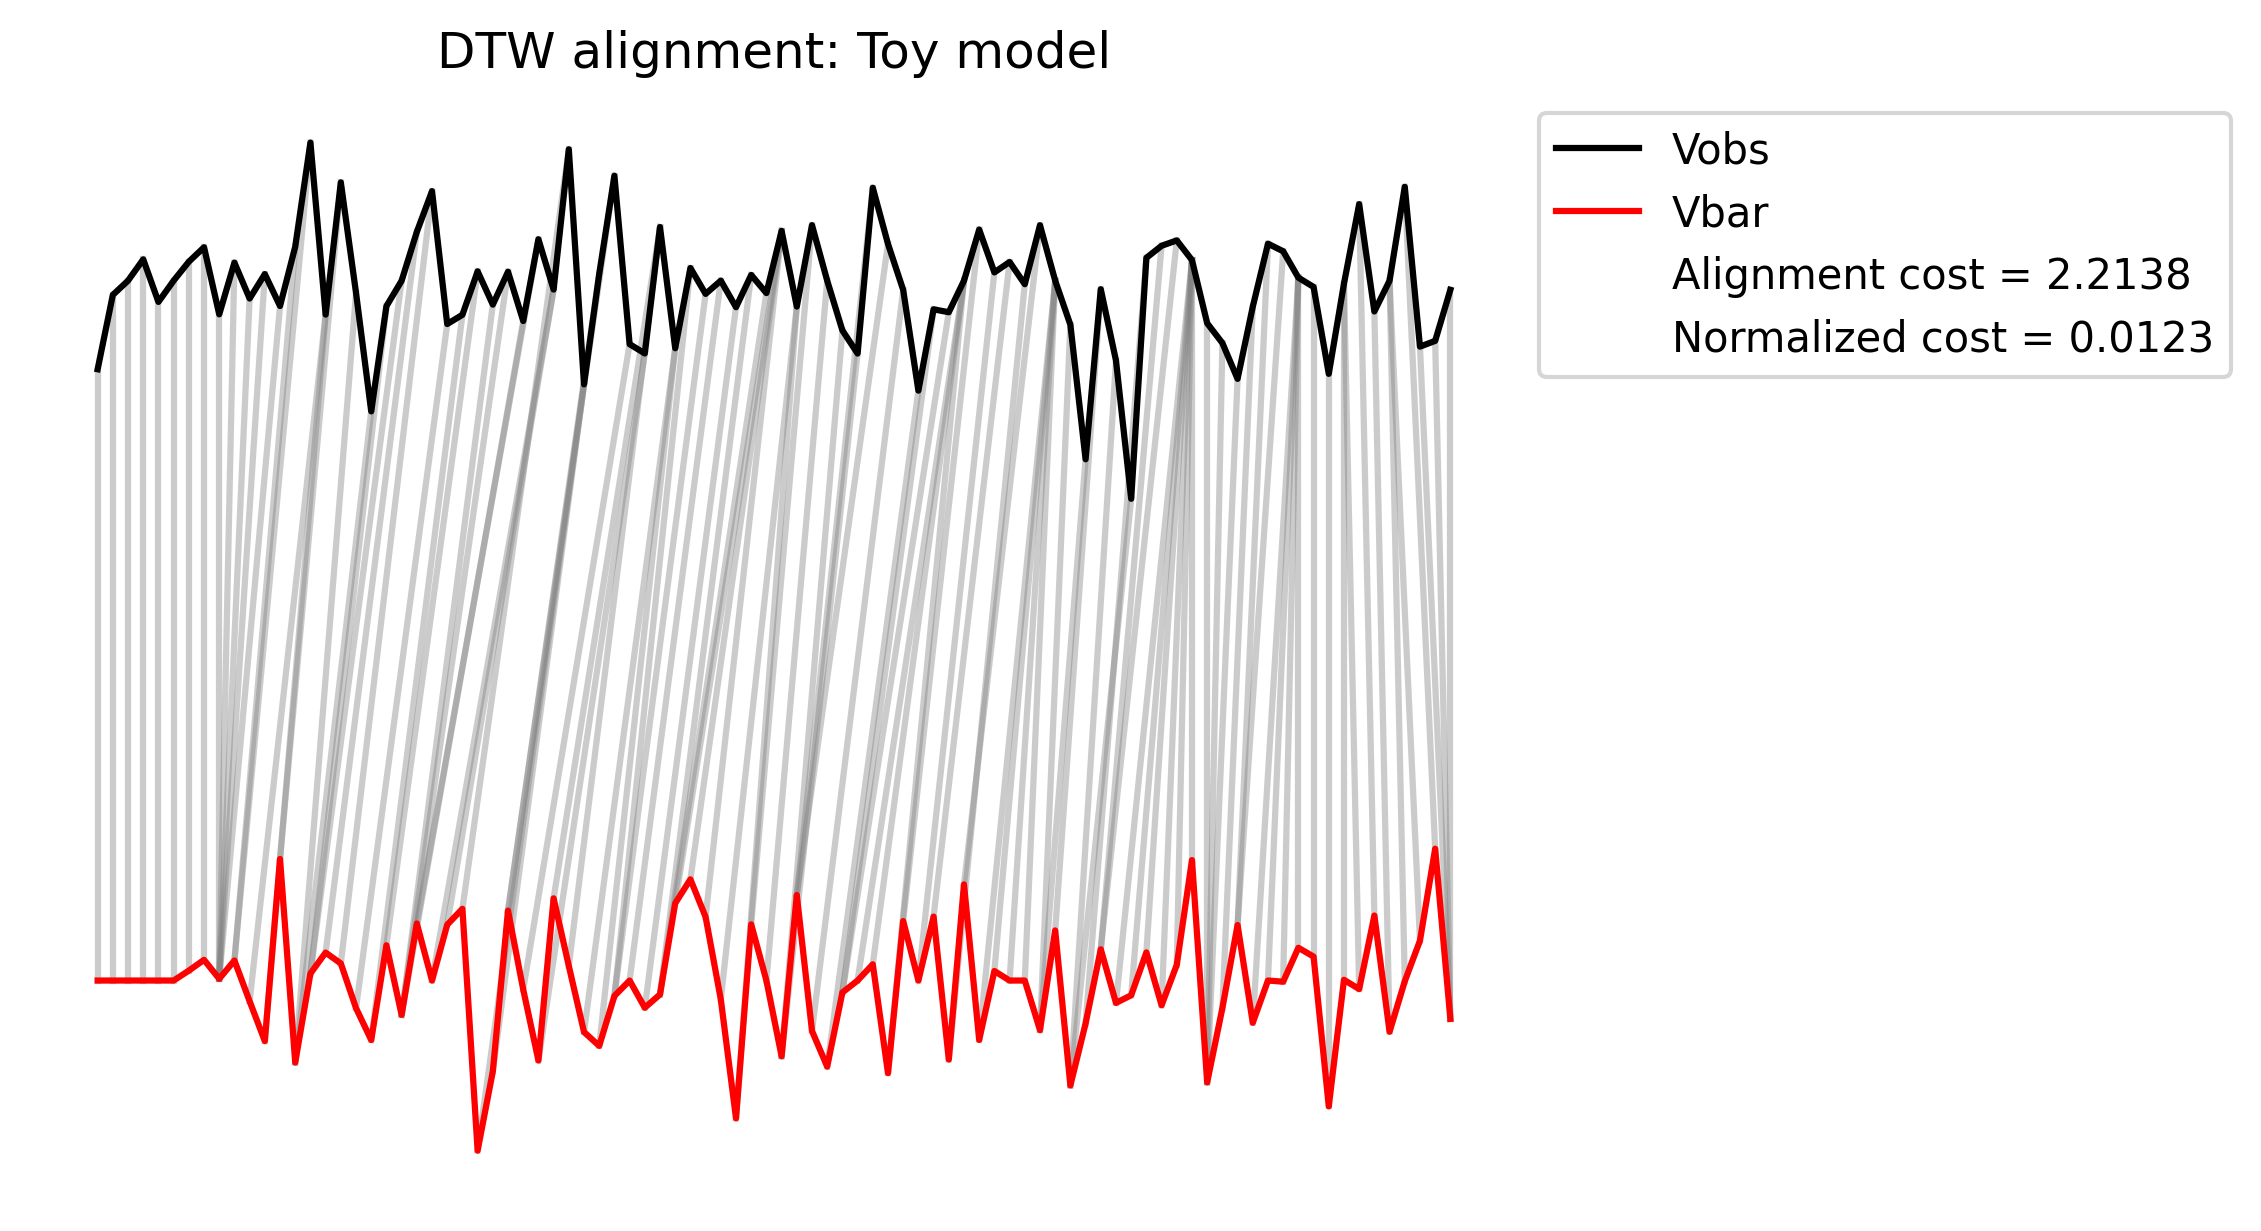 DTW alignment: Toy model
Vobs
Vbar
Alignment cost = 2.2138
Normalized cost = 0.0123